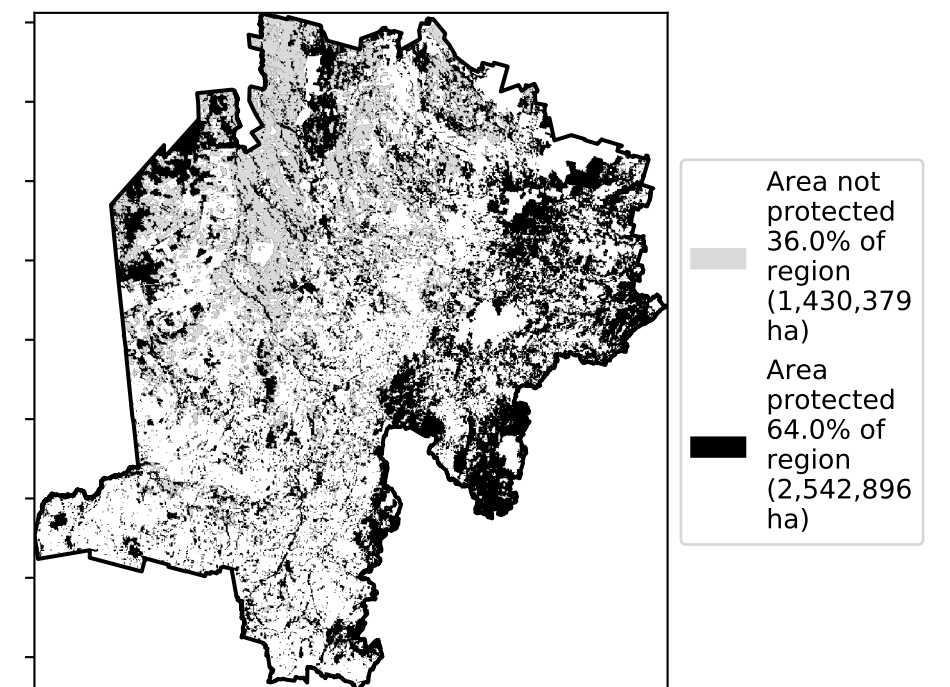 Area not
protected
36.0% of
region
(1,430,379
ha)
Area
protected
64.0% of
region
(2,542,896
ha)